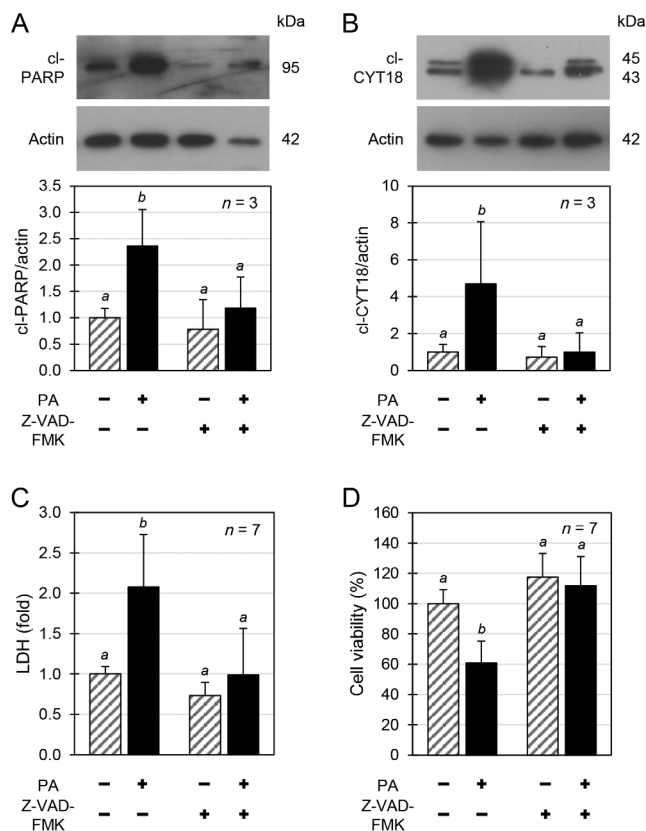 A
kDa
cl-
PARP
95
Actin
42
3.5
3.0
2.5
2.0
1.5
1.0
0.5
0.0
cl-PARP/actin
n = 3
a
b
a
a
PA
− + − +
Z-VAD-
FMK
− − + +
B
kDa
cl-
CYT18
45
43
Actin
42
10
8
6
4
2
0
cl-CYT18/actin
n = 3
a
b
a
a
PA
− + − +
Z-VAD-
FMK
− − + +
C
3.0
2.5
2.0
1.5
1.0
0.5
0.0
LDH (fold)
n = 7
a
b
a
a
PA
− + − +
Z-VAD-
FMK
− − + +
D
160
140
120
100
80
60
40
20
0
Cell viability (%)
n = 7
a
b
a
a
PA
− + − +
Z-VAD-
FMK
− − + +